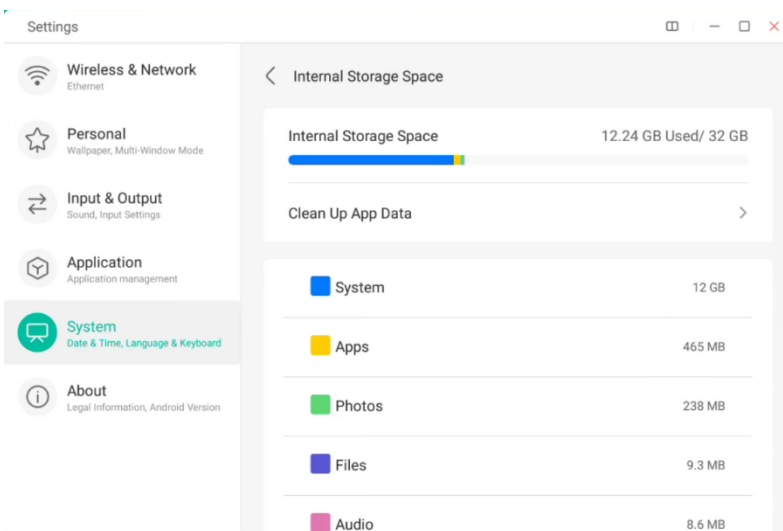 Settings
Wireless & Network
Ethernet
Personal
Wallpaper, Multi-Window Mode
Input & Output
Sound, Input Settings
Application
Application management
System
Date & Time, Language & Keyboard
About
Legal Information, Android Version
Internal Storage Space
Internal Storage Space 12.24 GB Used/ 32 GB
Clean Up App Data
System 12 GB
Apps 465 MB
Photos 238 MB
Files 9.3 MB
Audio 8.6 MB